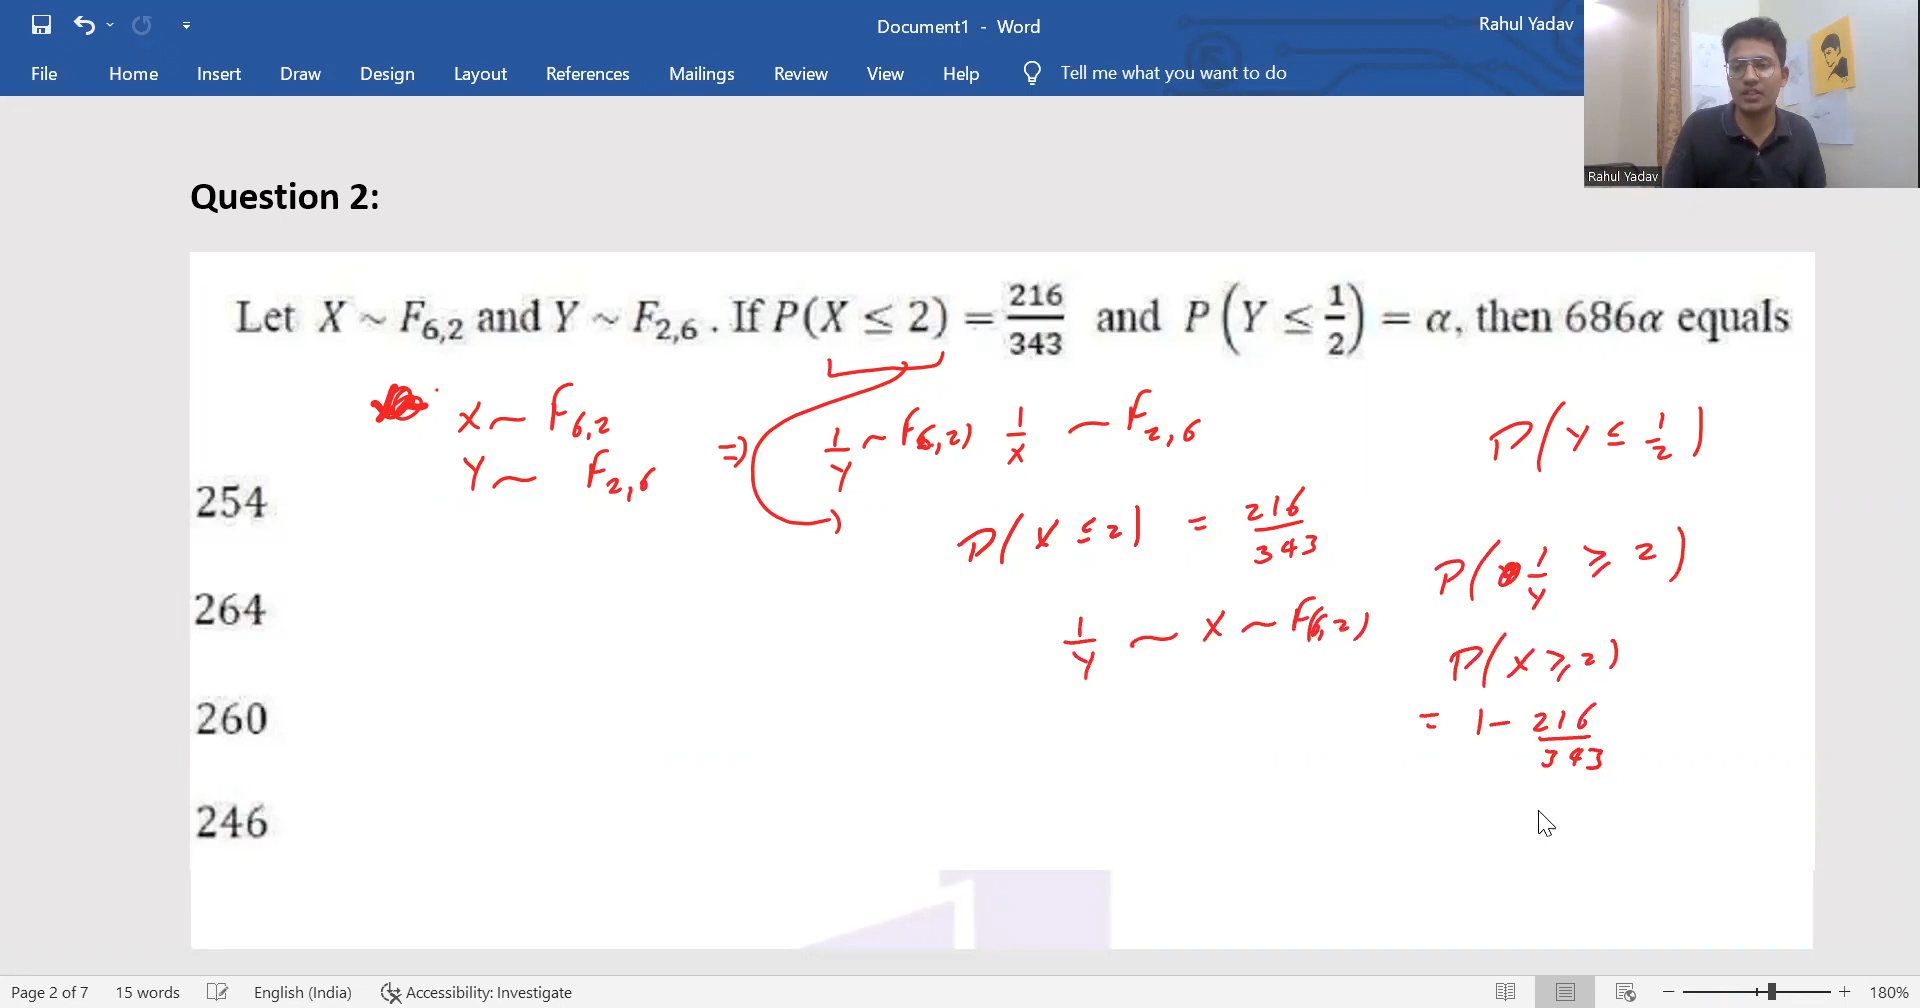 Document1 - Word
Rahul Yadav
File Home Insert Draw Design Layout References Mailings Review View Help Tell me what you want to do
Rahul Yadav
Question 2:
Let X ~ F6,2 and Y ~ F2,6 . If P(X ≤ 2) = 216/343 and P(Y ≤ 1/2) = α, then 686α equals
X ~ F6,2
Y ~ F2,6
=) 1/Y ~ F(6,2) 1/X ~ F2,6
P(Y ≤ 1/2)
P(X ≤ 2) = 216/343
P(1/Y ≥ 2)
1/Y ~ X ~ F(6,2)
P(X ≥ 2)
= 1 - 216/343
254
264
260
246
Page 2 of 7 15 words English (India) Accessibility: Investigate 180%